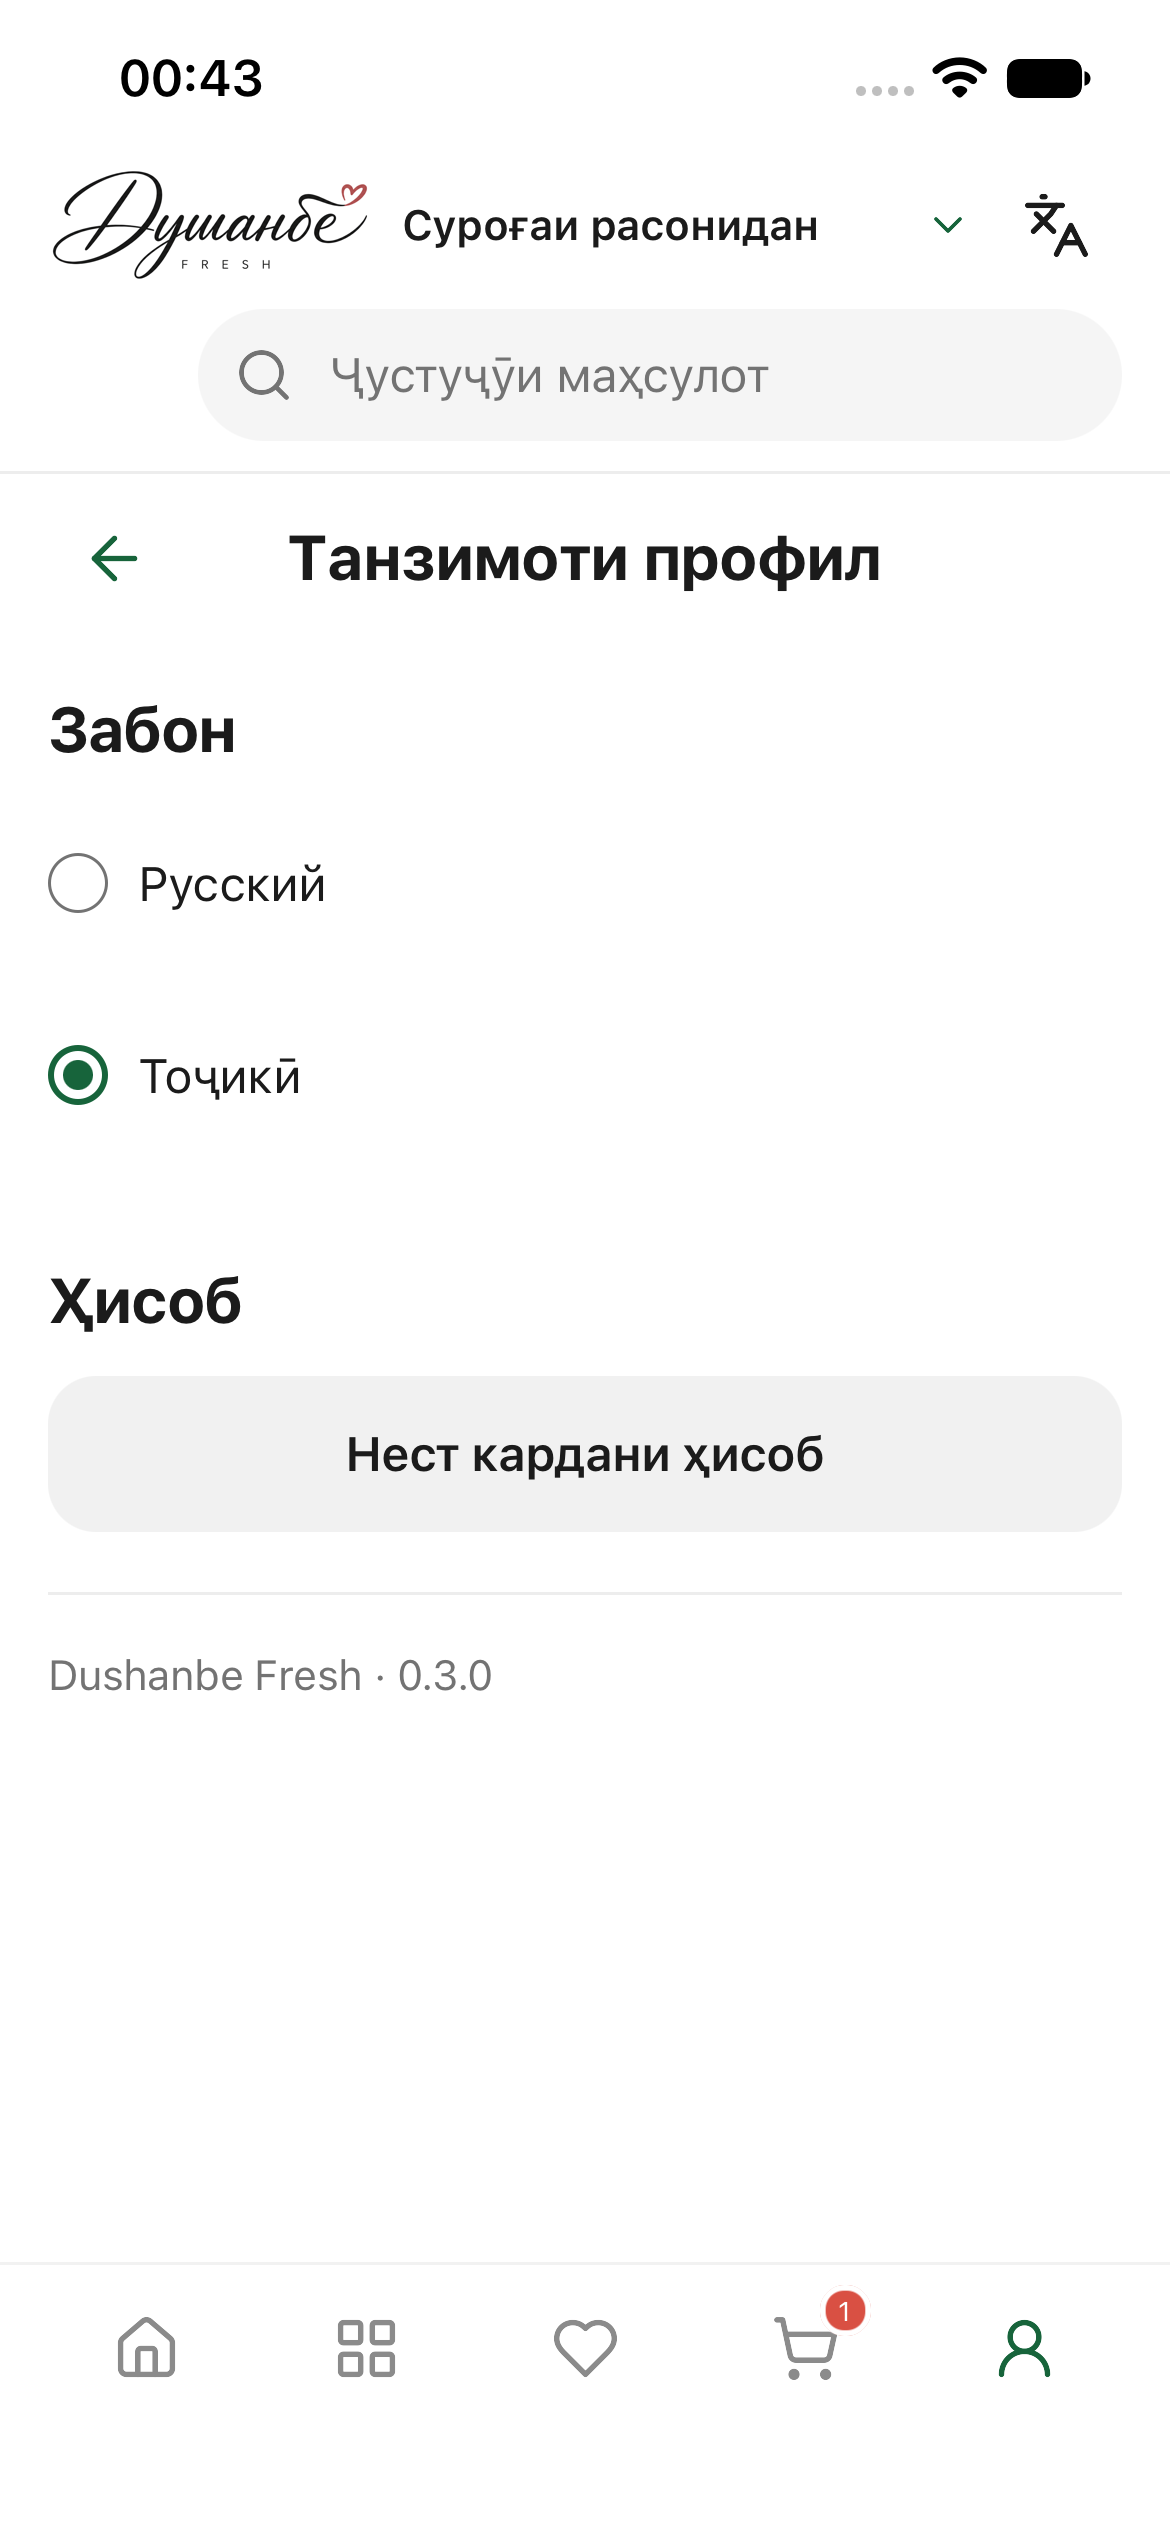 00:43
Душанбе
FRESH
Суроғаи расонидан
Ҷустуҷӯи маҳсулот
Танзимоти профил
Забон
Русский
Тоҷикӣ
Ҳисоб
Нест кардани ҳисоб
Dushanbe Fresh · 0.3.0
1